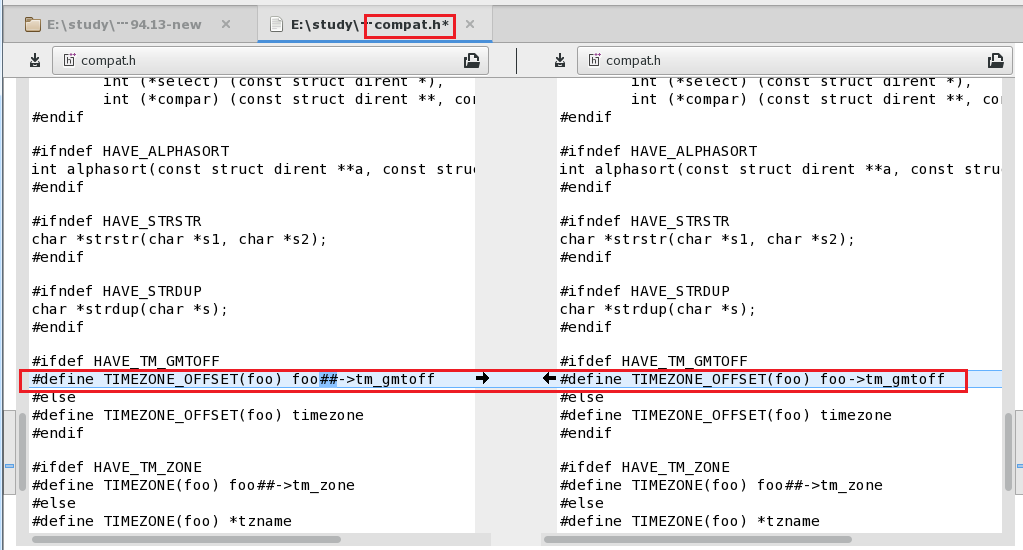 E:\study\···94.13-new × E:\study\···compat.h* ×
compat.h
int (*select) (const struct dirent *),
int (*compar) (const struct dirent **, co
#endif
#ifndef HAVE_ALPHASORT
int alphasort(const struct dirent **a, const stru
#endif
#ifndef HAVE_STRSTR
char *strstr(char *s1, char *s2);
#endif
#ifndef HAVE_STRDUP
char *strdup(char *s);
#endif
#ifdef HAVE_TM_GMTOFF
#define TIMEZONE_OFFSET(foo) foo##->tm_gmtoff
#else
#define TIMEZONE_OFFSET(foo) timezone
#endif
#ifdef HAVE_TM_ZONE
#define TIMEZONE(foo) foo##->tm_zone
#else
#define TIMEZONE(foo) *tzname
compat.h
int (*select) (const struct dirent *),
int (*compar) (const struct dirent **, co
#endif
#ifndef HAVE_ALPHASORT
int alphasort(const struct dirent **a, const stru
#endif
#ifndef HAVE_STRSTR
char *strstr(char *s1, char *s2);
#endif
#ifndef HAVE_STRDUP
char *strdup(char *s);
#endif
#ifdef HAVE_TM_GMTOFF
#define TIMEZONE_OFFSET(foo) foo->tm_gmtoff
#else
#define TIMEZONE_OFFSET(foo) timezone
#endif
#ifdef HAVE_TM_ZONE
#define TIMEZONE(foo) foo##->tm_zone
#else
#define TIMEZONE(foo) *tzname